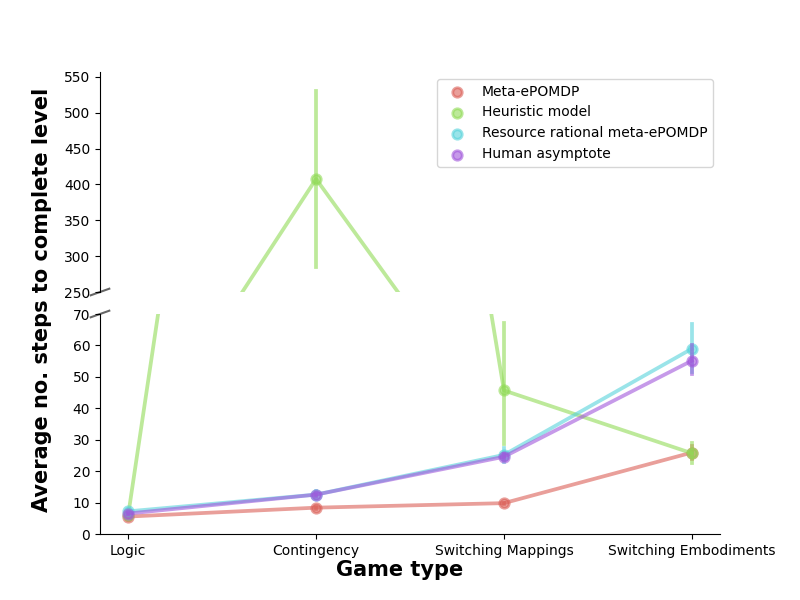 Average no. steps to complete level
550
500
450
400
350
300
250
70
60
50
40
30
20
10
0
Meta-ePOMDP
Heuristic model
Resource rational meta-ePOMDP
Human asymptote
Logic
Contingency
Switching Mappings
Switching Embodiments
Game type